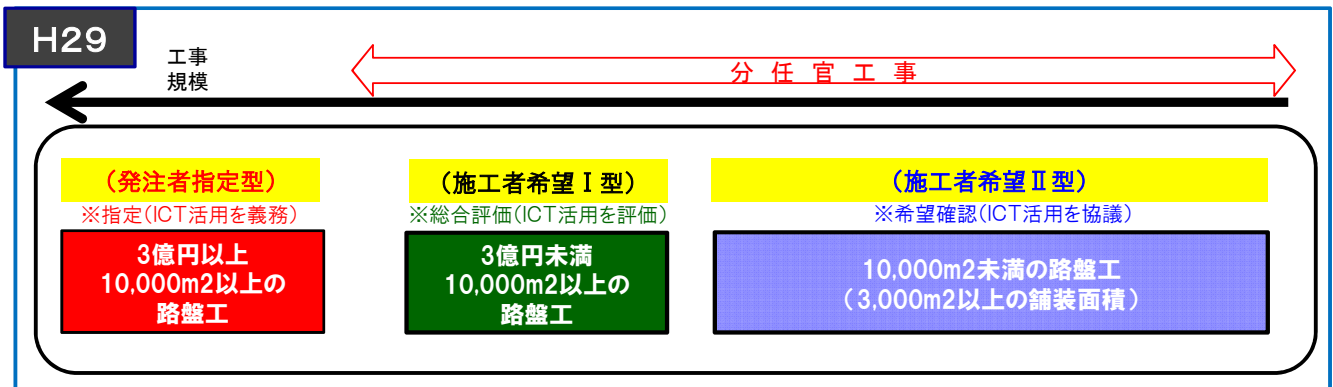 H29
工事
規模
分任官工事
（発注者指定型）
※指定（ICT活用を義務）
3億円以上
10,000m2以上の
路盤工
（施工者希望Ⅰ型）
※総合評価（ICT活用を評価）
3億円未満
10,000m2以上の
路盤工
（施工者希望Ⅱ型）
※希望確認（ICT活用を協議）
10,000m2未満の路盤工
（3,000m2以上の舗装面積）